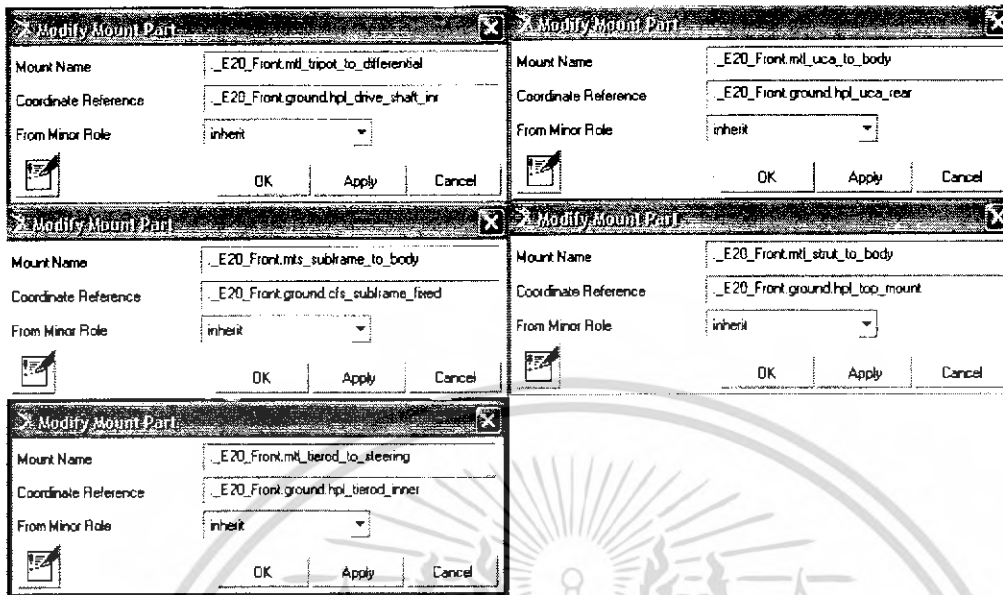 Modify Mount Part
Mount Name
._E20_Front.mtl_tripot_to_differential
Coordinate Reference
._E20_Front.ground.hpl_drive_shaft_inr
From Minor Role
inherit
OK Apply Cancel
Modify Mount Part
Mount Name
._E20_Front.mtl_uca_to_body
Coordinate Reference
._E20_Front.ground.hpl_uca_rear
From Minor Role
inherit
OK Apply Cancel
Modify Mount Part
Mount Name
._E20_Front.mts_subframe_to_body
Coordinate Reference
._E20_Front.ground.cfs_subframe_fixed
From Minor Role
inherit
OK Apply Cancel
Modify Mount Part
Mount Name
._E20_Front.mtl_strut_to_body
Coordinate Reference
._E20_Front.ground.hpl_top_mount
From Minor Role
inherit
OK Apply Cancel
Modify Mount Part
Mount Name
._E20_Front.mtl_tierod_to_steering
Coordinate Reference
._E20_Front.ground.hpl_tierod_inner
From Minor Role
inherit
OK Apply Cancel